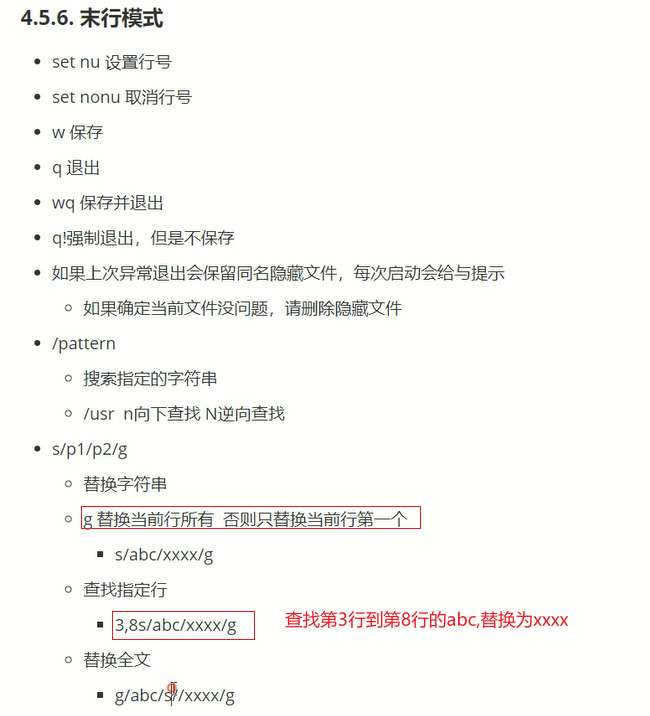 4.5.6. 末行模式
set nu 设置行号
set nonu 取消行号
w 保存
q 退出
wq 保存并退出
q!强制退出，但是不保存
如果上次异常退出会保留同名隐藏文件，每次启动会给与提示
如果确定当前文件没问题，请删除隐藏文件
/pattern
搜索指定的字符串
/usr n向下查找 N逆向查找
s/p1/p2/g
替换字符串
g 替换当前行所有 否则只替换当前行第一个
s/abc/xxxx/g
查找指定行
3,8s/abc/xxxx/g 查找第3行到第8行的abc,替换为xxxx
替换全文
g/abc/s//xxxx/g